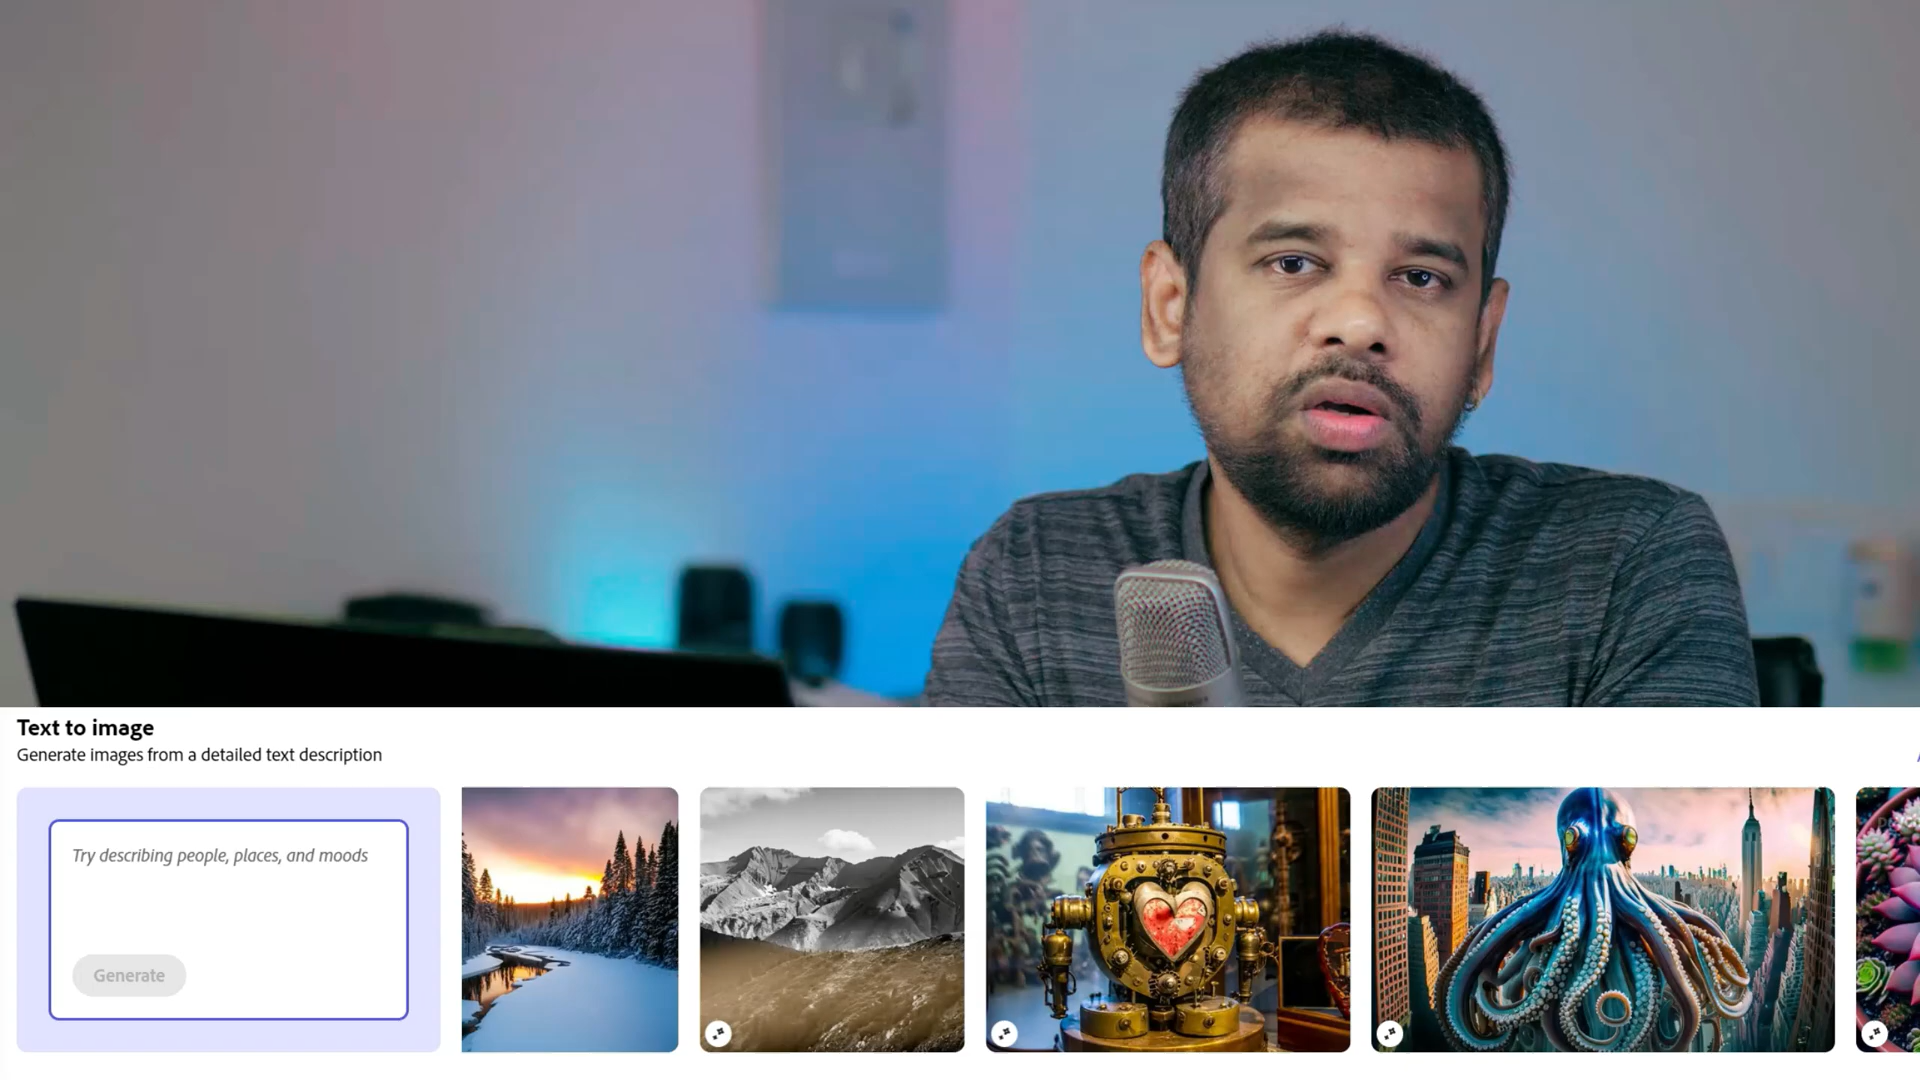 Text to image
Generate images from a detailed text description
Try describing people, places, and moods
Generate